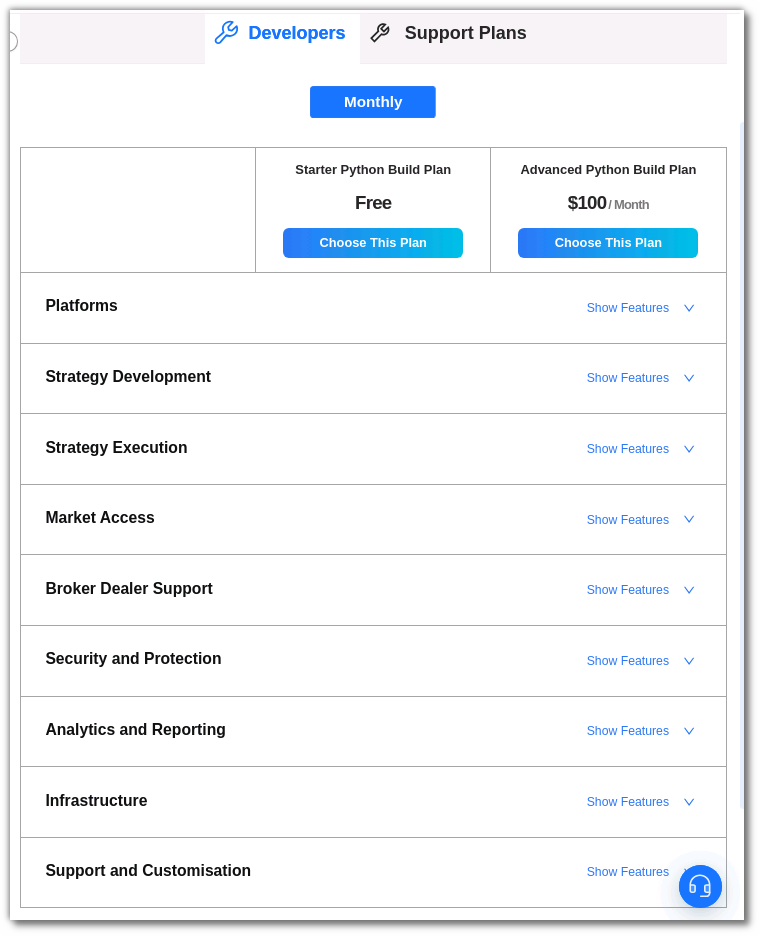 Developers Support Plans
Monthly
Starter Python Build Plan Advanced Python Build Plan
Free $100 / Month
Choose This Plan Choose This Plan
Platforms Show Features
Strategy Development Show Features
Strategy Execution Show Features
Market Access Show Features
Broker Dealer Support Show Features
Security and Protection Show Features
Analytics and Reporting Show Features
Infrastructure Show Features
Support and Customisation Show Features